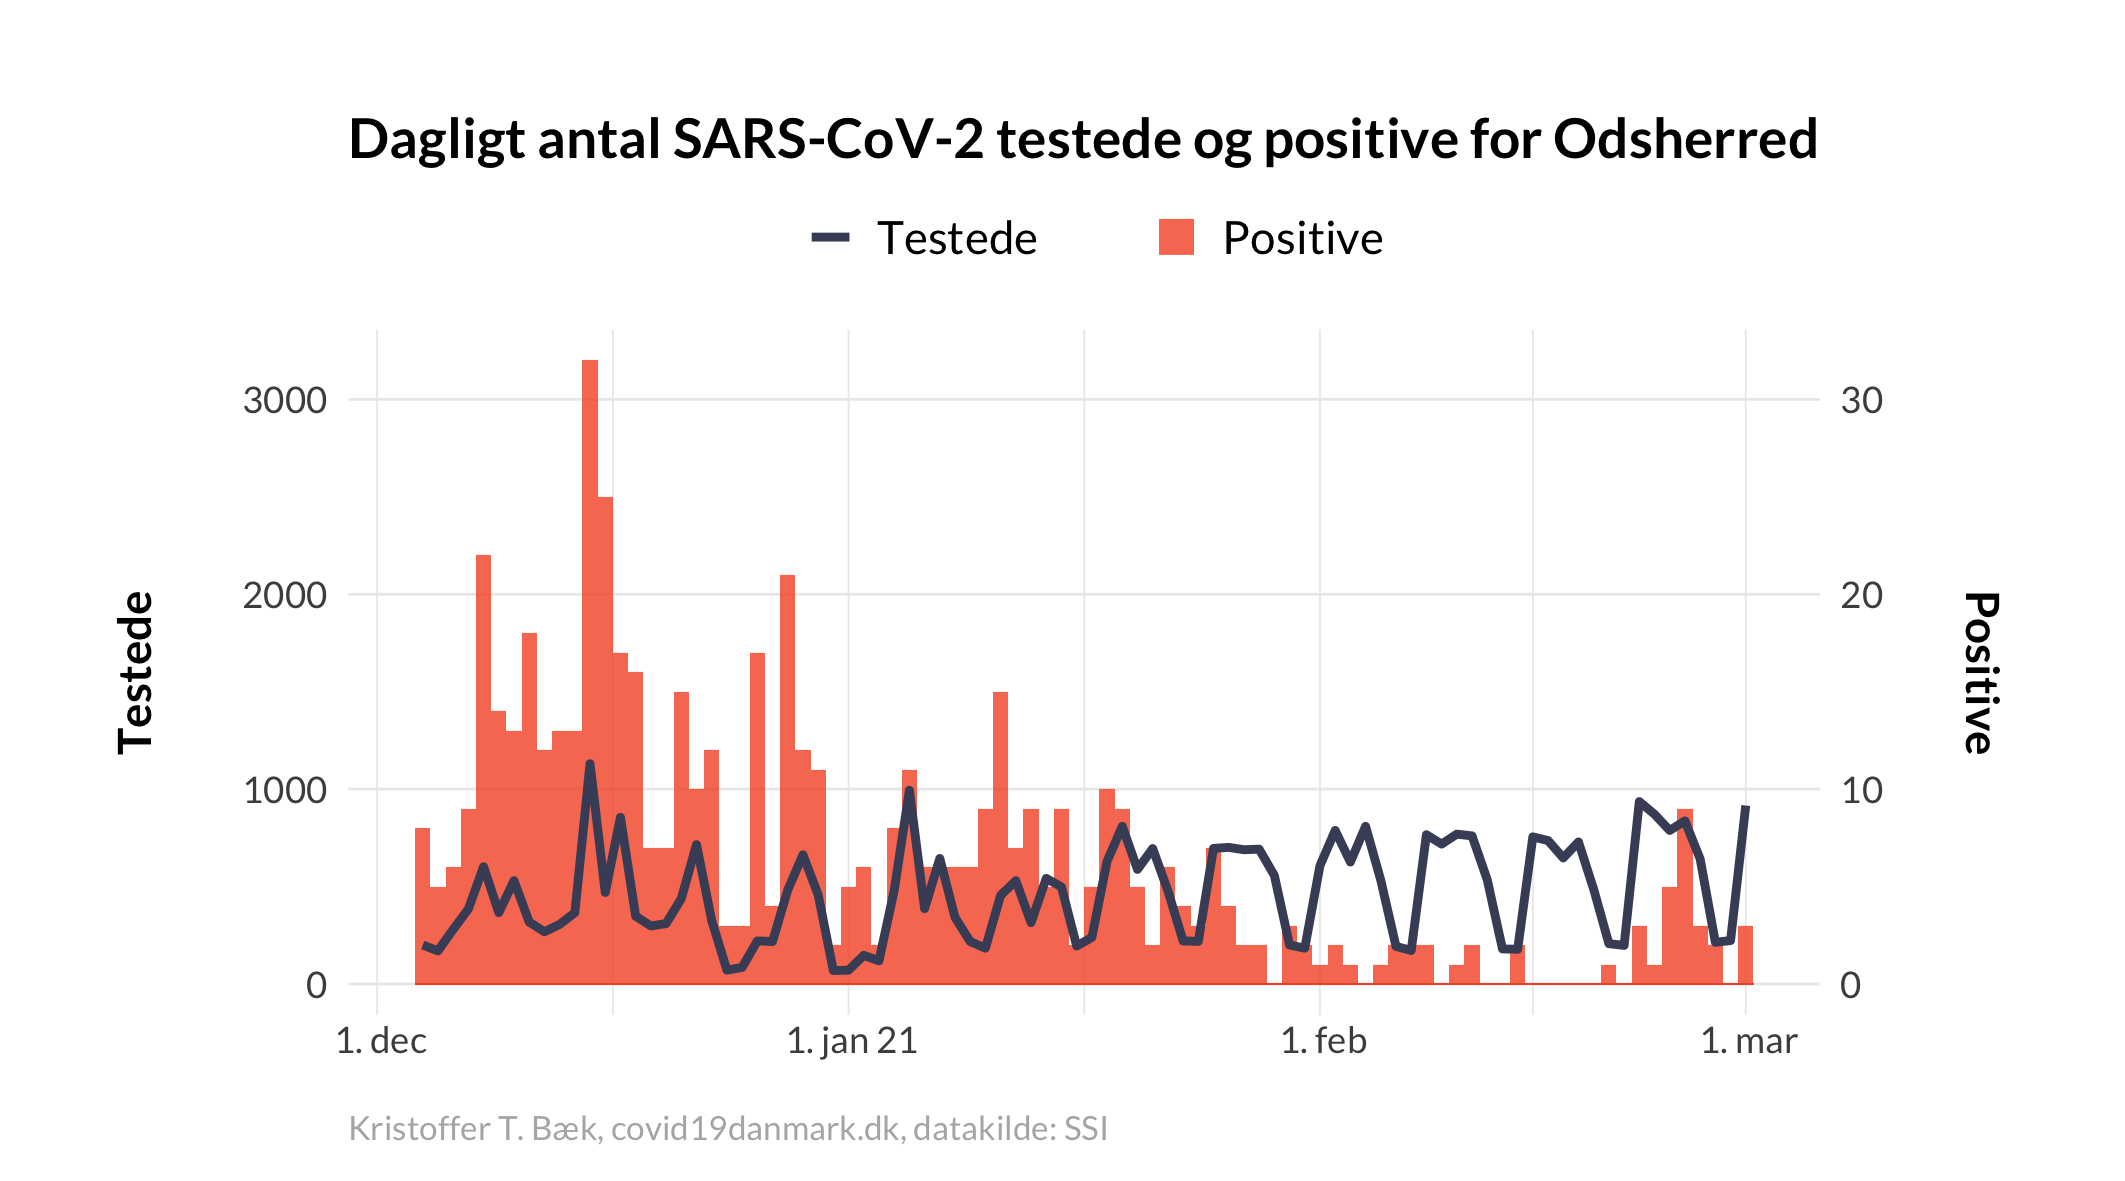 Dagligt antal SARS-CoV-2 testede og positive for Odsherred
Testede
Positive
3000
2000
1000
0
30
20
10
0
Testede
Positive
1. dec
1. jan 21
1. feb
1. mar
Kristoffer T. Bæk, covid19danmark.dk, datakilde: SSI